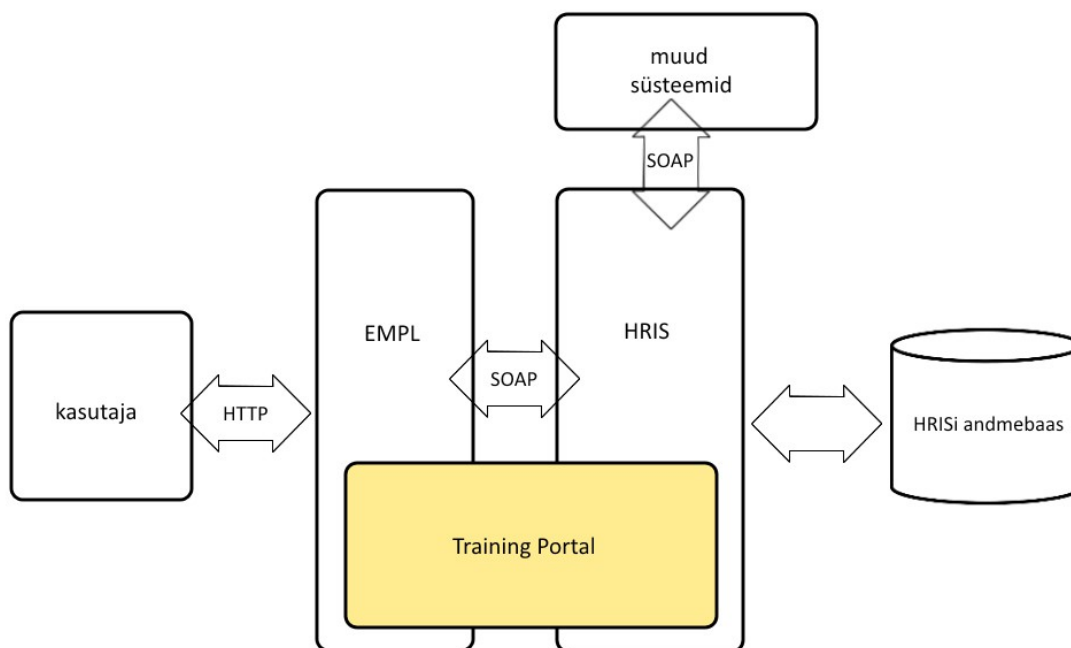 muud
süsteemid
SOAP
EMPL
HRIS
SOAP
kasutaja
HTTP
HRISi andmebaas
Training Portal